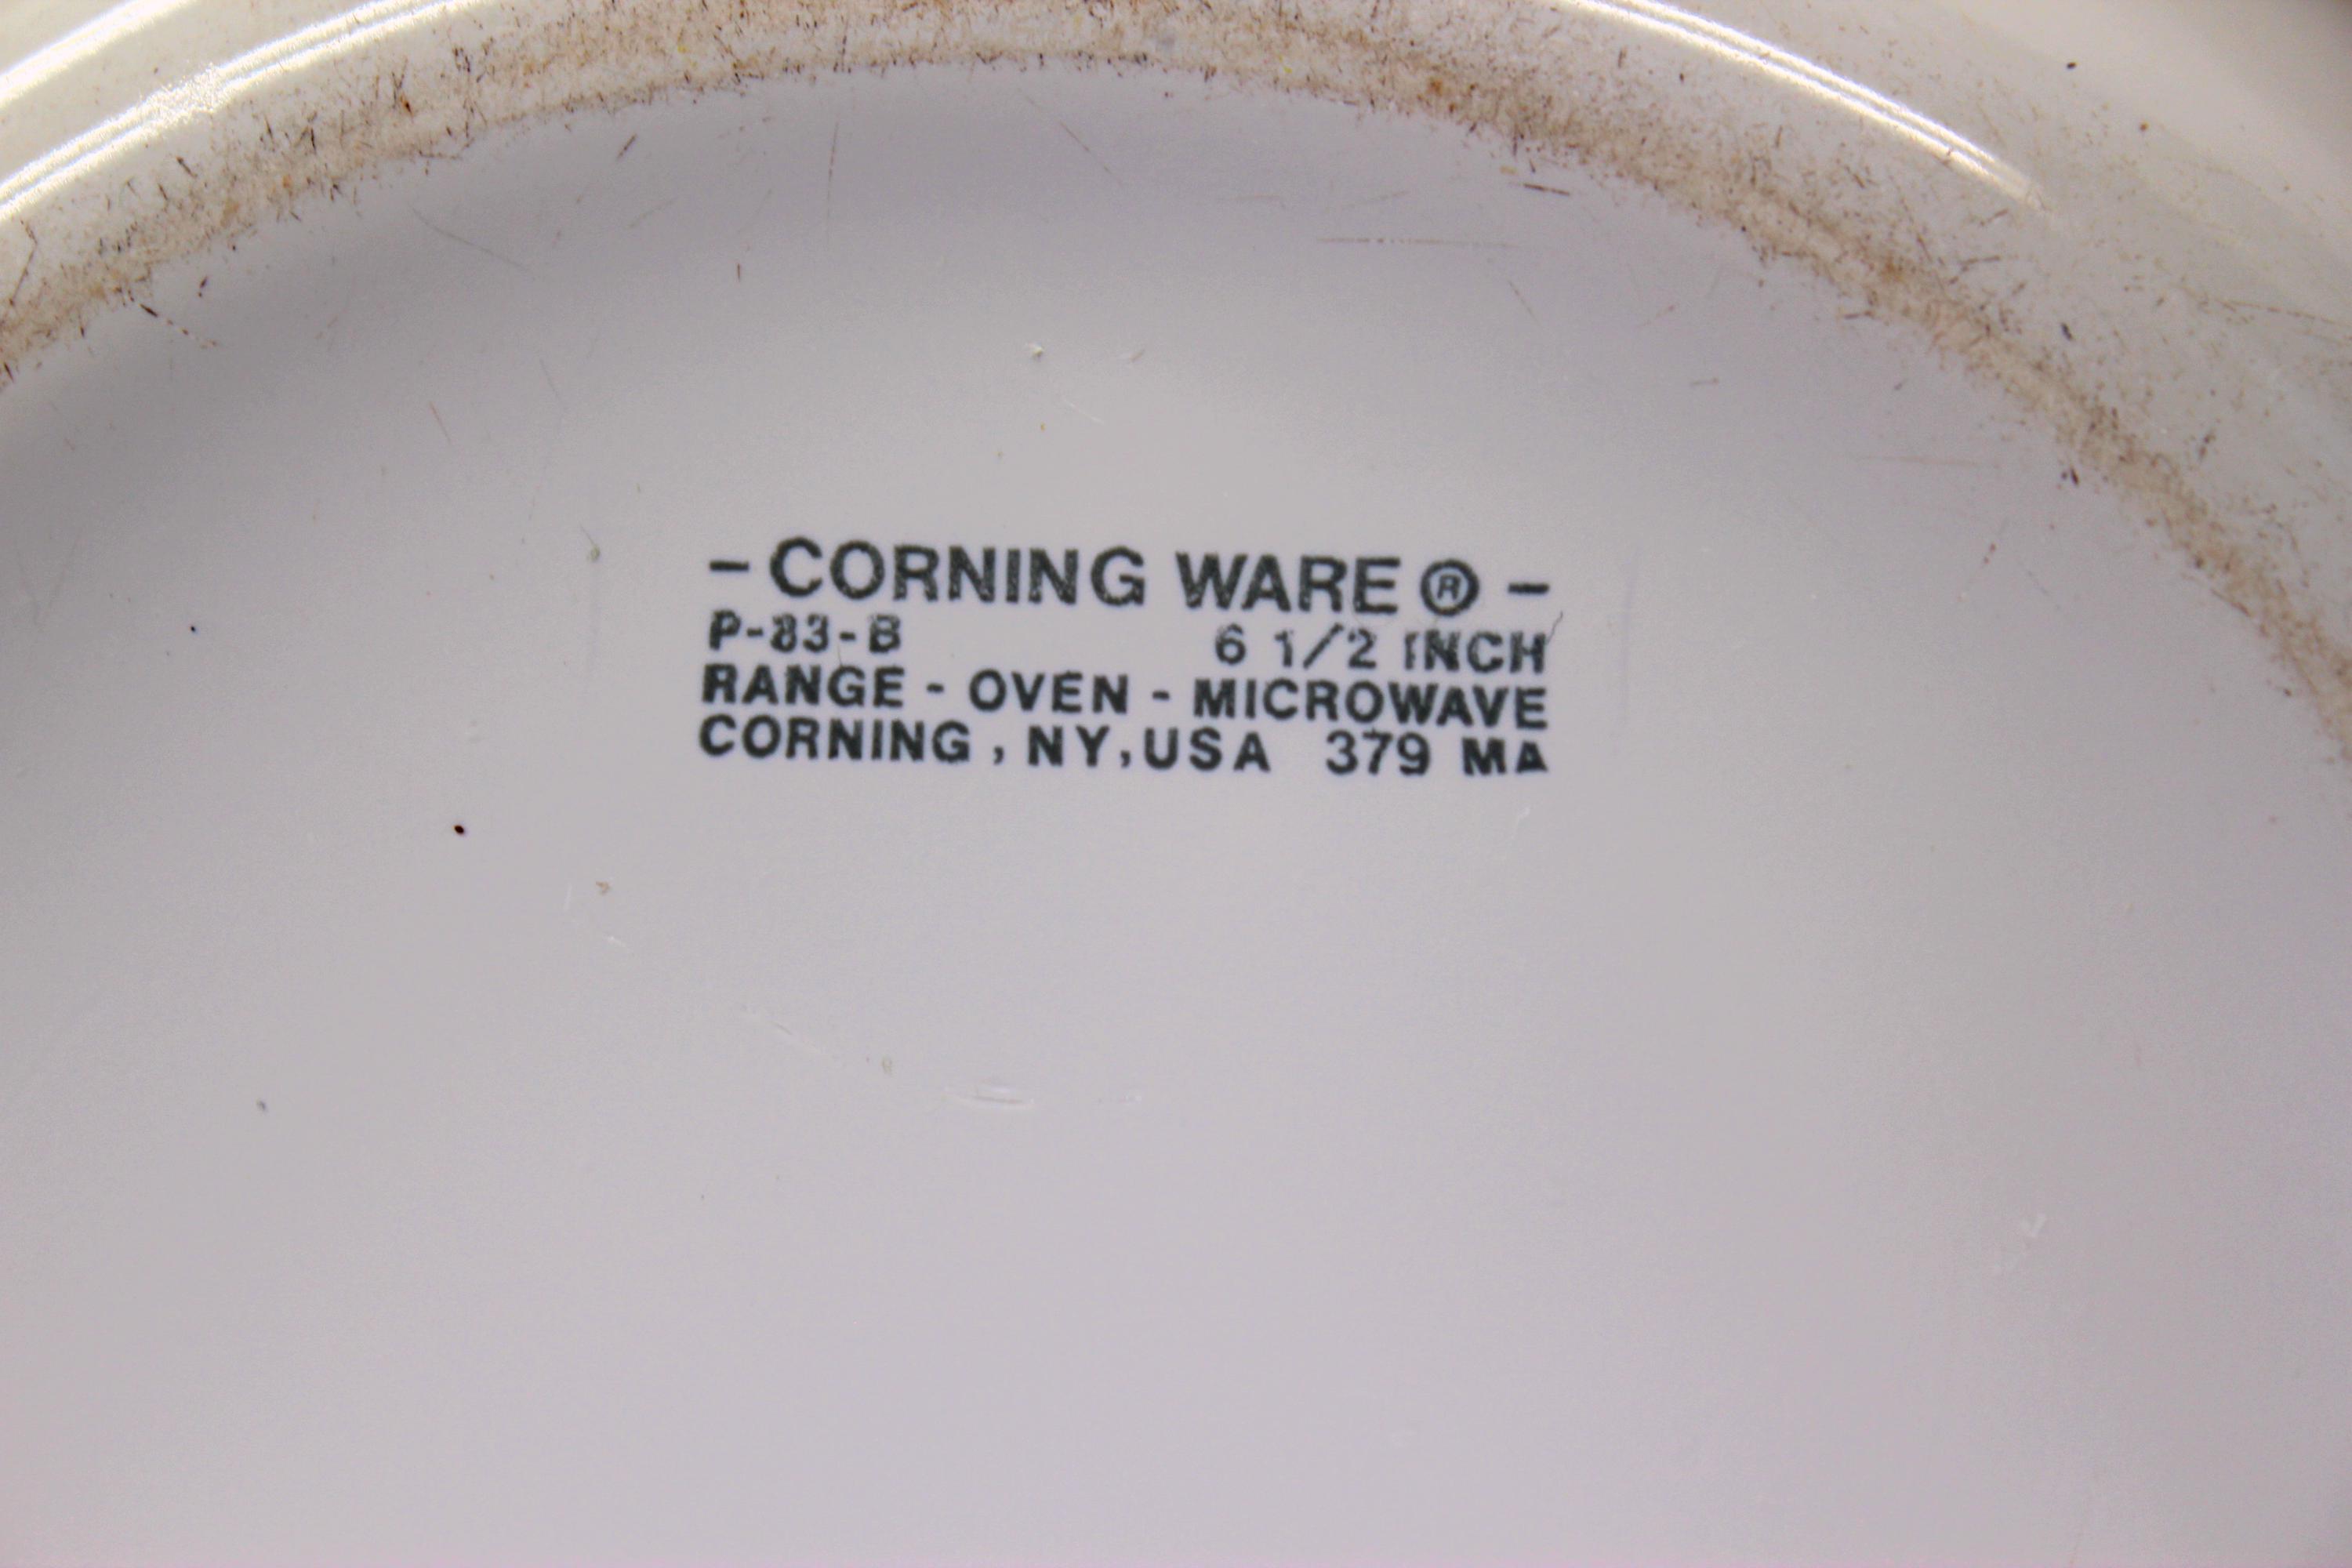 - CORNING WARE ® -
P-83-B 6 1/2 INCH
RANGE - OVEN - MICROWAVE
CORNING, NY, USA 379 MA